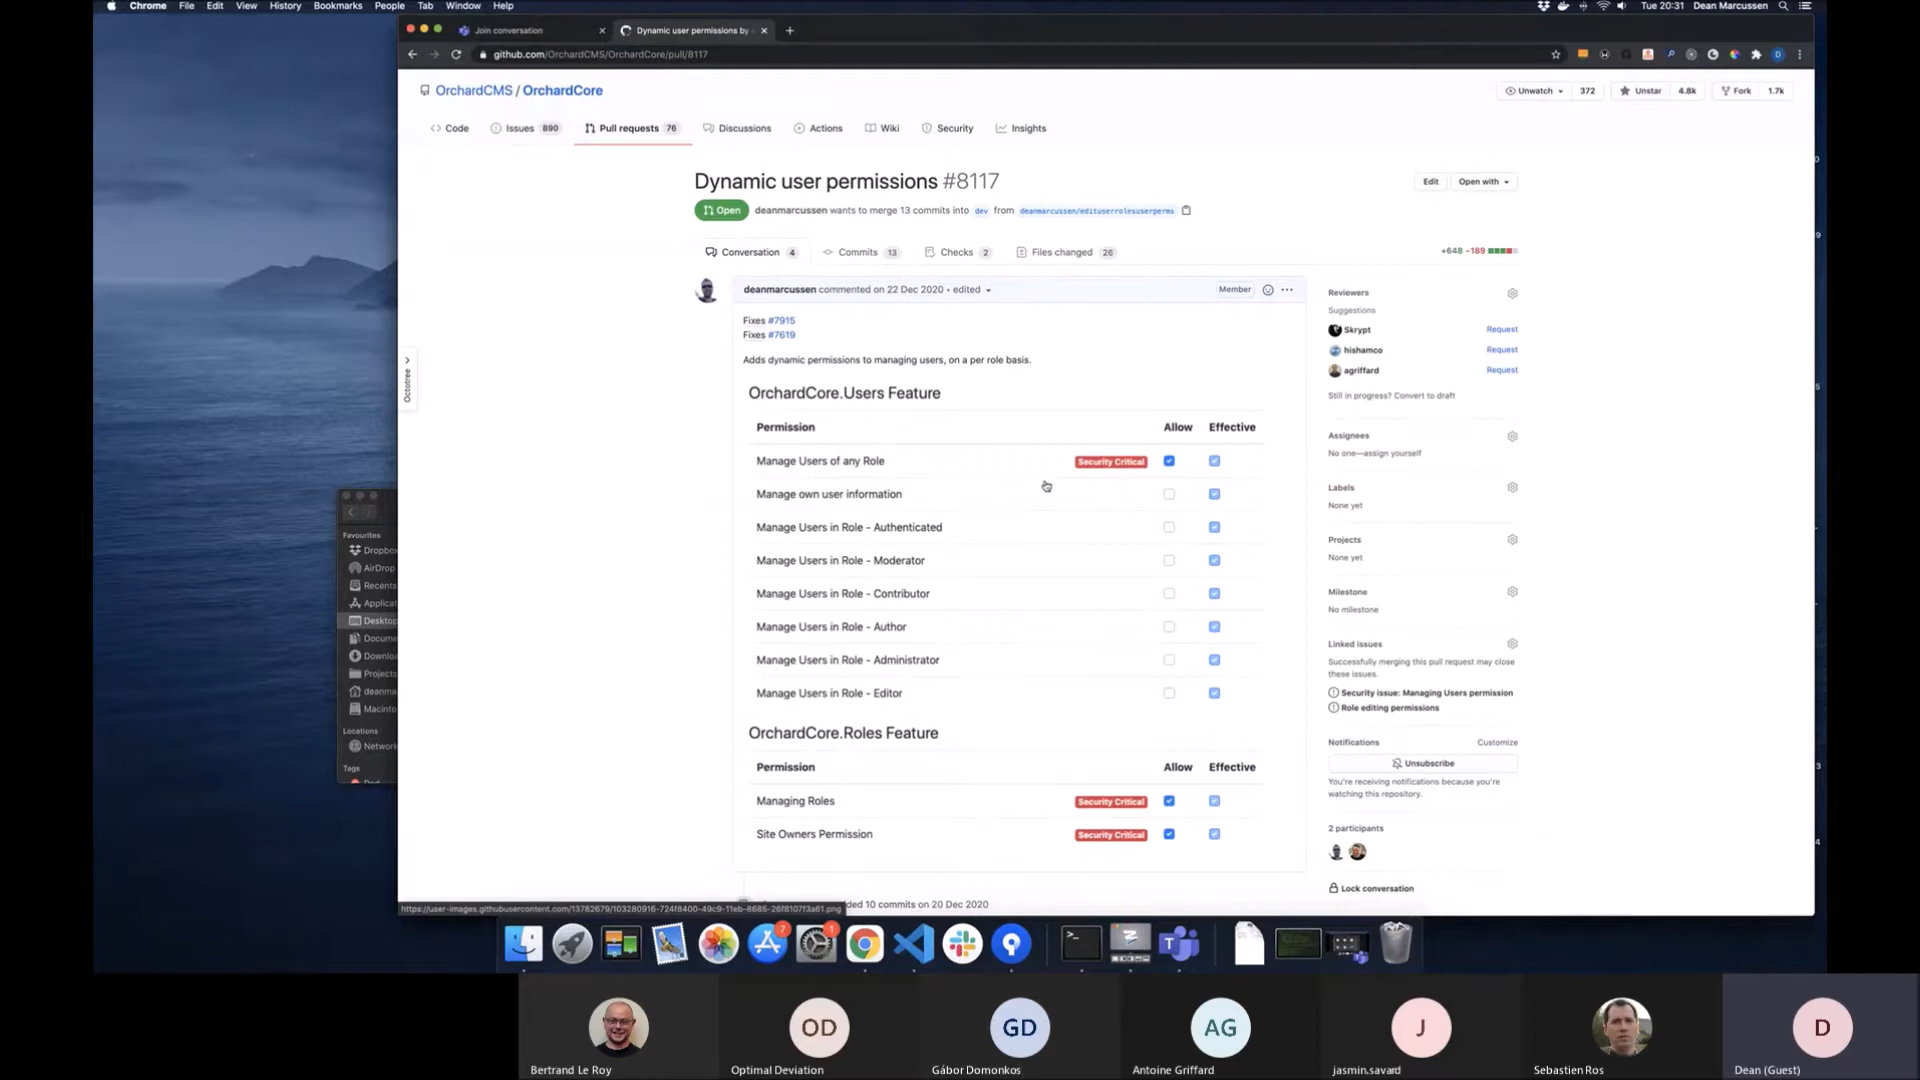 Chrome File Edit View History Bookmarks People Tab Window Help
Tue 20:31 Dean Marcussen
Join conversation
Dynamic user permissions by
github.com/OrchardCMS/OrchardCore/pull/8117
OrchardCMS / OrchardCore
Unwatch 372 Unstar 4.8k Fork 1.7k
Code Issues 890 Pull requests 76 Discussions Actions Wiki Security Insights
Dynamic user permissions #8117
Edit Open with
Open deanmarcussen wants to merge 13 commits into dev from deanmarcussen/edituserrolesuserperms
Conversation 4 Commits 13 Checks 2 Files changed 26
+648 −189
deanmarcussen commented on 22 Dec 2020 • edited Member
Fixes #7915
Fixes #7619
Adds dynamic permissions to managing users, on a per role basis.
OrchardCore.Users Feature
Permission Allow Effective
Manage Users of any Role Security Critical
Manage own user information
Manage Users in Role - Authenticated
Manage Users in Role - Moderator
Manage Users in Role - Contributor
Manage Users in Role - Author
Manage Users in Role - Administrator
Manage Users in Role - Editor
OrchardCore.Roles Feature
Permission Allow Effective
Managing Roles Security Critical
Site Owners Permission Security Critical
Reviewers
Suggestions
Skrypt Request
hishamco Request
agriffard Request
Still in progress? Convert to draft
Assignees
No one—assign yourself
Labels
None yet
Projects
None yet
Milestone
No milestone
Linked issues
Successfully merging this pull request may close
these issues.
Security issue: Managing Users permission
Role editing permissions
Notifications Customize
Unsubscribe
You're receiving notifications because you're
watching this repository.
2 participants
Lock conversation
Octotree
Favourites
Dropbo
AirDrop
Recents
Applicat
Desktop
Docume
Downloa
Projects
deanma
Macinto
Locations
Network
Tags
ded 10 commits on 20 Dec 2020
7
1
OD
GD
AG
J
D
Bertrand Le Roy
Optimal Deviation
Gábor Domonkos
Antoine Griffard
jasmin.savard
Sebastien Ros
Dean (Guest)